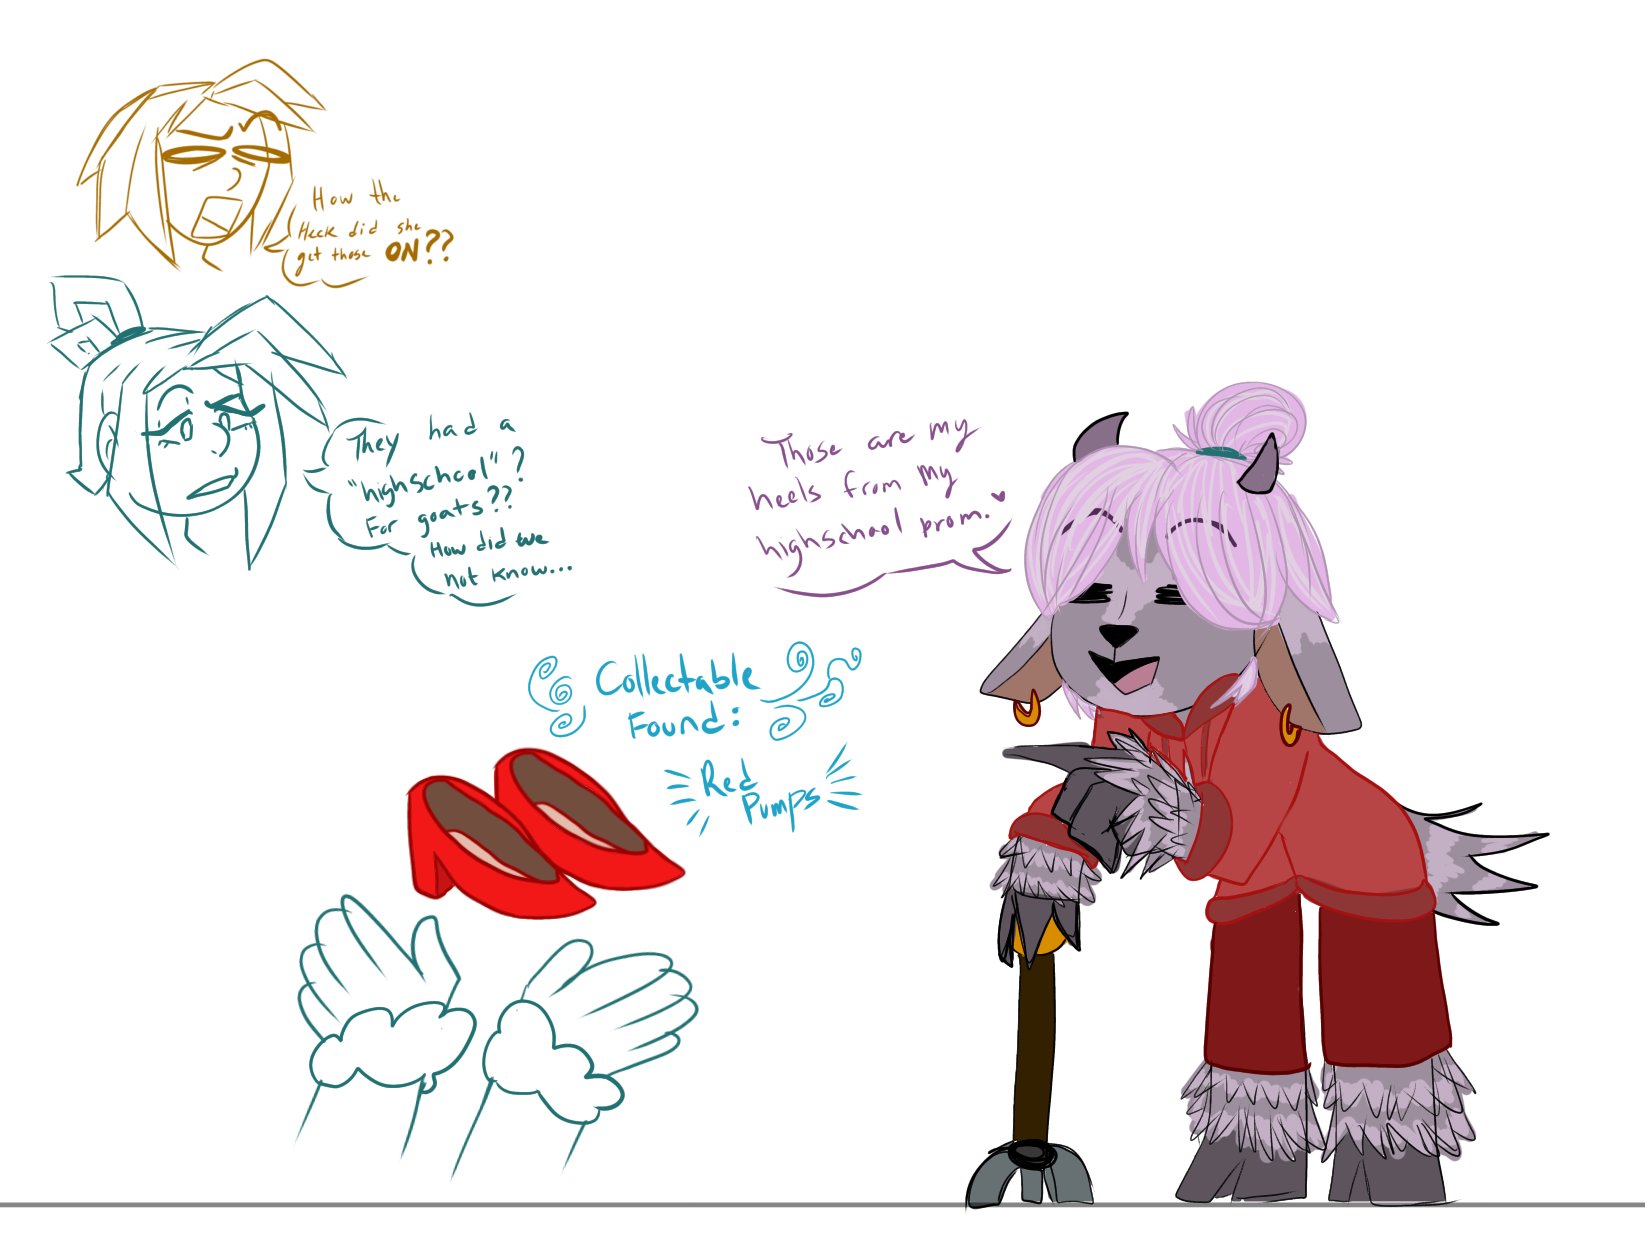 How the
Heck did she
get those ON??
They had a
"highschool"?
For goats??
How did we
not know...
Those are my
heels from my
highschool prom.♥
Collectable
Found:
Red
Pumps